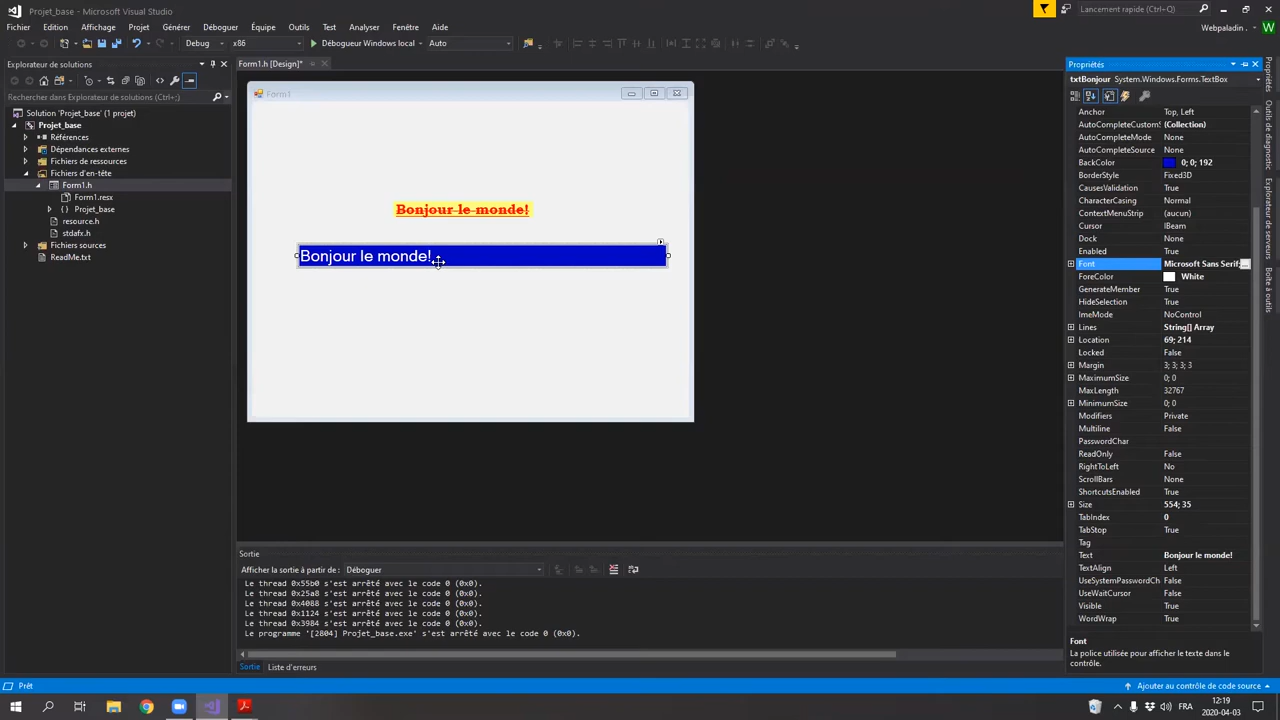 Projet_base - Microsoft Visual Studio
Lancement rapide (Ctrl+;)
Fichier Édition Affichage Projet Générer Déboguer Équipe Outils Test Analyser Fenêtre Aide
Webpaladin ..
W
Debug x86 Débogueur Windows local Auto
Explorateur de solutions
Form1.h [Design]*
Propriétés
txtBonjour System.Windows.Forms.TextBox
Rechercher dans Explorateur de solutions (Ctrl+;)
Solution 'Projet_base' (1 projet)
Projet_base
Références
Dépendances externes
Fichiers de ressources
Fichiers d'en-tête
Form1.h
Form1.resx
{ } Projet_base
resource.h
stdafx.h
Fichiers sources
ReadMe.txt
Form1
Bonjour le monde!
Bonjour le monde!
Anchor Top, Left
AutoCompleteCustomS (Collection)
AutoCompleteMode None
AutoCompleteSource None
BackColor 0; 0; 192
BorderStyle Fixed3D
CausesValidation True
CharacterCasing Normal
ContextMenuStrip (aucun)
Cursor IBeam
Dock None
Enabled True
Font Microsoft Sans Serif; ...
ForeColor White
GenerateMember True
HideSelection True
ImeMode NoControl
Lines String[] Array
Location 69; 214
Locked False
Margin 3; 3; 3; 3
MaximumSize 0; 0
MaxLength 32767
MinimumSize 0; 0
Modifiers Private
Multiline False
PasswordChar
ReadOnly False
RightToLeft No
ScrollBars None
ShortcutsEnabled True
Size 554; 35
TabIndex 0
TabStop True
Tag
Text Bonjour le monde!
TextAlign Left
UseSystemPasswordCh False
UseWaitCursor False
Visible True
WordWrap True
Font
La police utilisée pour afficher le texte dans le
contrôle.
Propriétés
Outils de diagnostic
Explorateur de serveurs
Boîte à outils
Sortie
Afficher la sortie à partir de : Déboguer
Le thread 0x55b0 s'est arrêté avec le code 0 (0x0).
Le thread 0x25a8 s'est arrêté avec le code 0 (0x0).
Le thread 0x4088 s'est arrêté avec le code 0 (0x0).
Le thread 0x1124 s'est arrêté avec le code 0 (0x0).
Le thread 0x3984 s'est arrêté avec le code 0 (0x0).
Le programme '[2804] Projet_base.exe' s'est arrêté avec le code 0 (0x0).
Sortie Liste d'erreurs
Prêt
Ajouter au contrôle de code source
FRA
12:19
2020-04-03